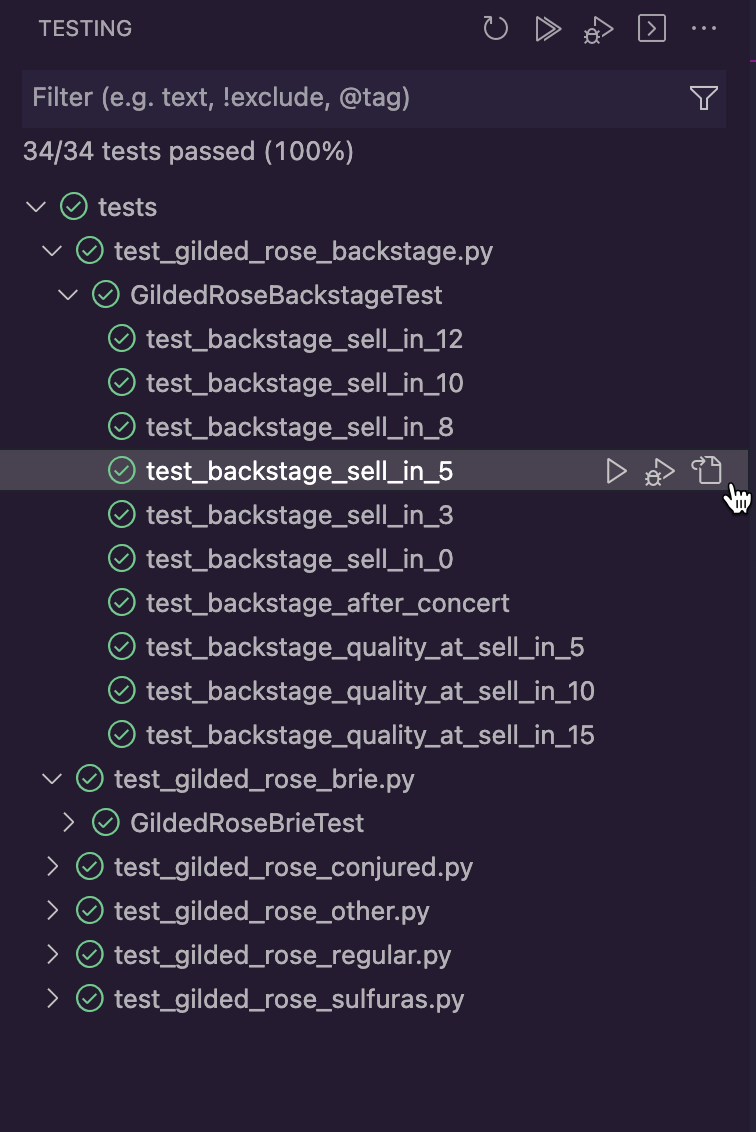 TESTING
Filter (e.g. text, !exclude, @tag)
34/34 tests passed (100%)
tests
test_gilded_rose_backstage.py
GildedRoseBackstageTest
test_backstage_sell_in_12
test_backstage_sell_in_10
test_backstage_sell_in_8
test_backstage_sell_in_5
test_backstage_sell_in_3
test_backstage_sell_in_0
test_backstage_after_concert
test_backstage_quality_at_sell_in_5
test_backstage_quality_at_sell_in_10
test_backstage_quality_at_sell_in_15
test_gilded_rose_brie.py
GildedRoseBrieTest
test_gilded_rose_conjured.py
test_gilded_rose_other.py
test_gilded_rose_regular.py
test_gilded_rose_sulfuras.py